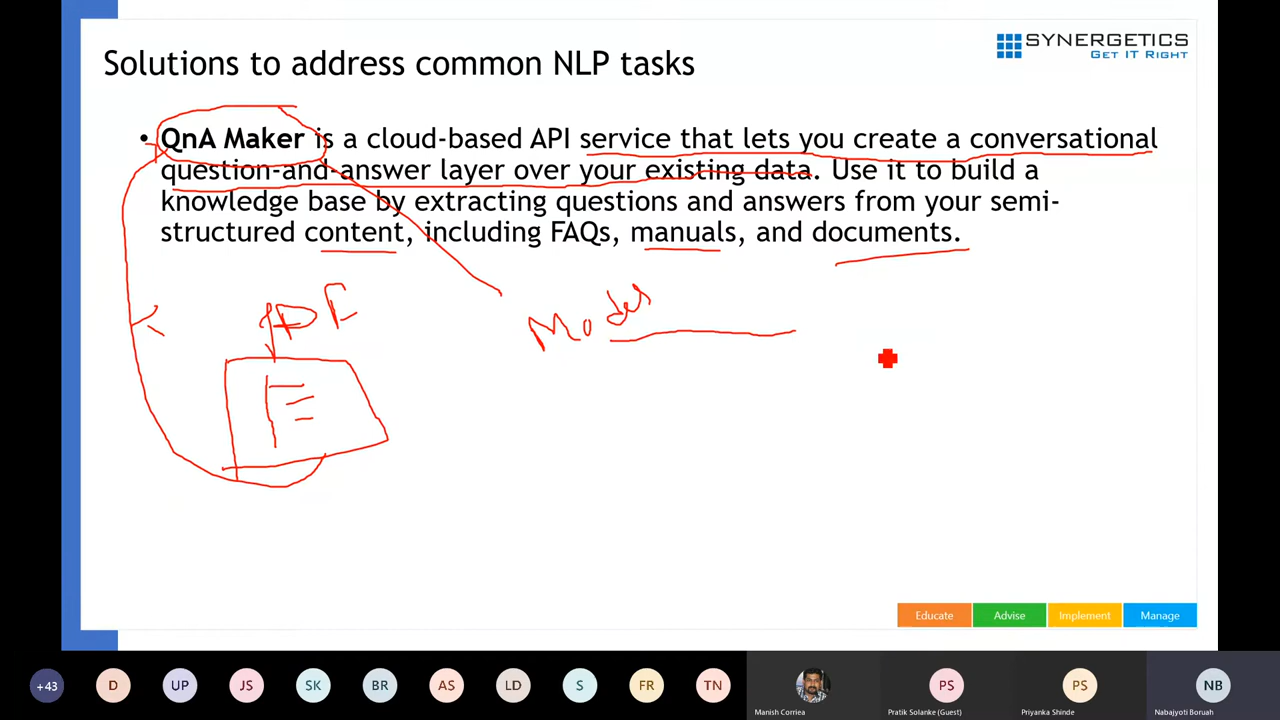 SYNERGETICS
GET IT RIGHT
Solutions to address common NLP tasks
• QnA Maker is a cloud-based API service that lets you create a conversational
question-and-answer layer over your existing data. Use it to build a
knowledge base by extracting questions and answers from your semi-
structured content, including FAQs, manuals, and documents.
Model
Educate Advise Implement Manage
+43 D UP JS SK BR AS LD S FR TN PS PS NB
Manish Corriea Pratik Solanke (Guest) Priyanka Shinde Nabajyoti Boruah